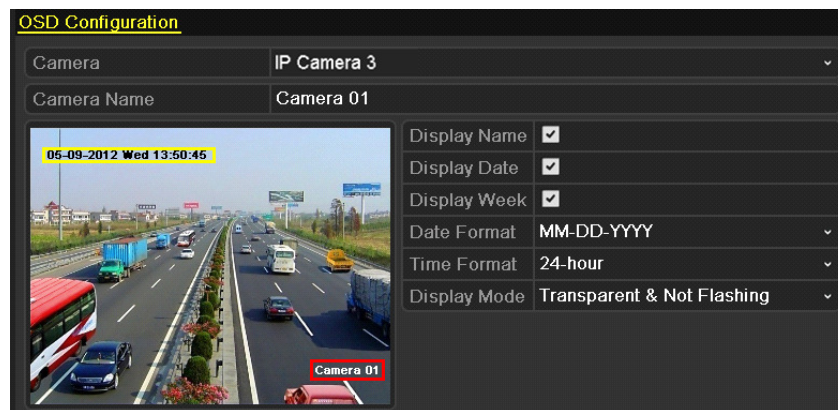 OSD Configuration
Camera IP Camera 3
Camera Name Camera 01
05-09-2012 Wed 13:50:45
Camera 01
Display Name
Display Date
Display Week
Date Format MM-DD-YYYY
Time Format 24-hour
Display Mode Transparent & Not Flashing